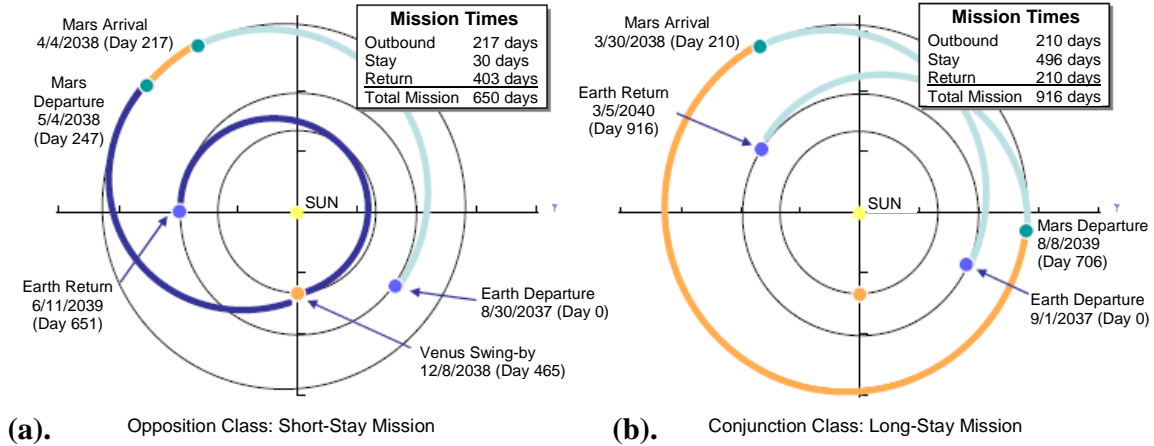 Mars Arrival
4/4/2038 (Day 217)
Mars
Departure
5/4/2038
(Day 247)
Mission Times
Outbound 217 days
Stay 30 days
Return 403 days
Total Mission 650 days
SUN
ϒ
Earth Return
6/11/2039
(Day 651)
Earth Departure
8/30/2037 (Day 0)
Venus Swing-by
12/8/2038 (Day 465)
(a).
Opposition Class: Short-Stay Mission
Mars Arrival
3/30/2038 (Day 210)
Earth Return
3/5/2040
(Day 916)
Mission Times
Outbound 210 days
Stay 496 days
Return 210 days
Total Mission 916 days
SUN
ϒ
Mars Departure
8/8/2039
(Day 706)
Earth Departure
9/1/2037 (Day 0)
(b).
Conjunction Class: Long-Stay Mission